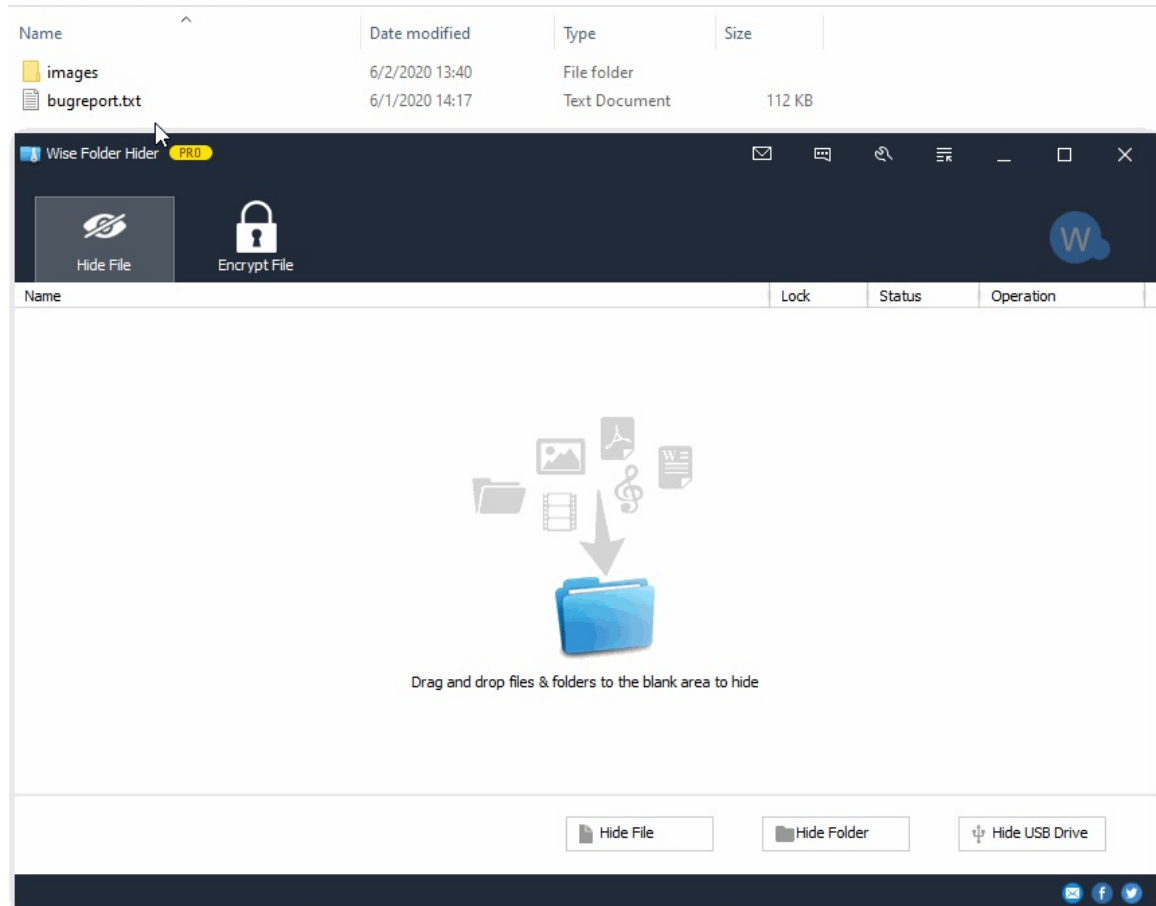 Name Date modified Type Size
images 6/2/2020 13:40 File folder
bugreport.txt 6/1/2020 14:17 Text Document 112 KB
Wise Folder Hider PRO
W
Hide File Encrypt File
Name Lock Status Operation
W
Drag and drop files & folders to the blank area to hide
Hide File Hide Folder Hide USB Drive